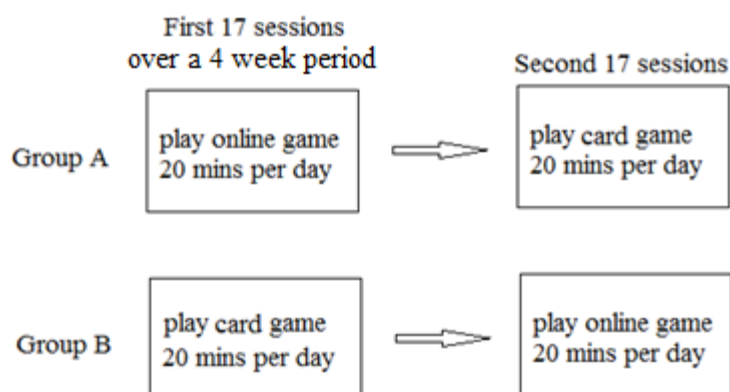 First 17 sessions
over a 4 week period
Second 17 sessions
Group A
play online game
20 mins per day
play card game
20 mins per day
Group B
play card game
20 mins per day
play online game
20 mins per day